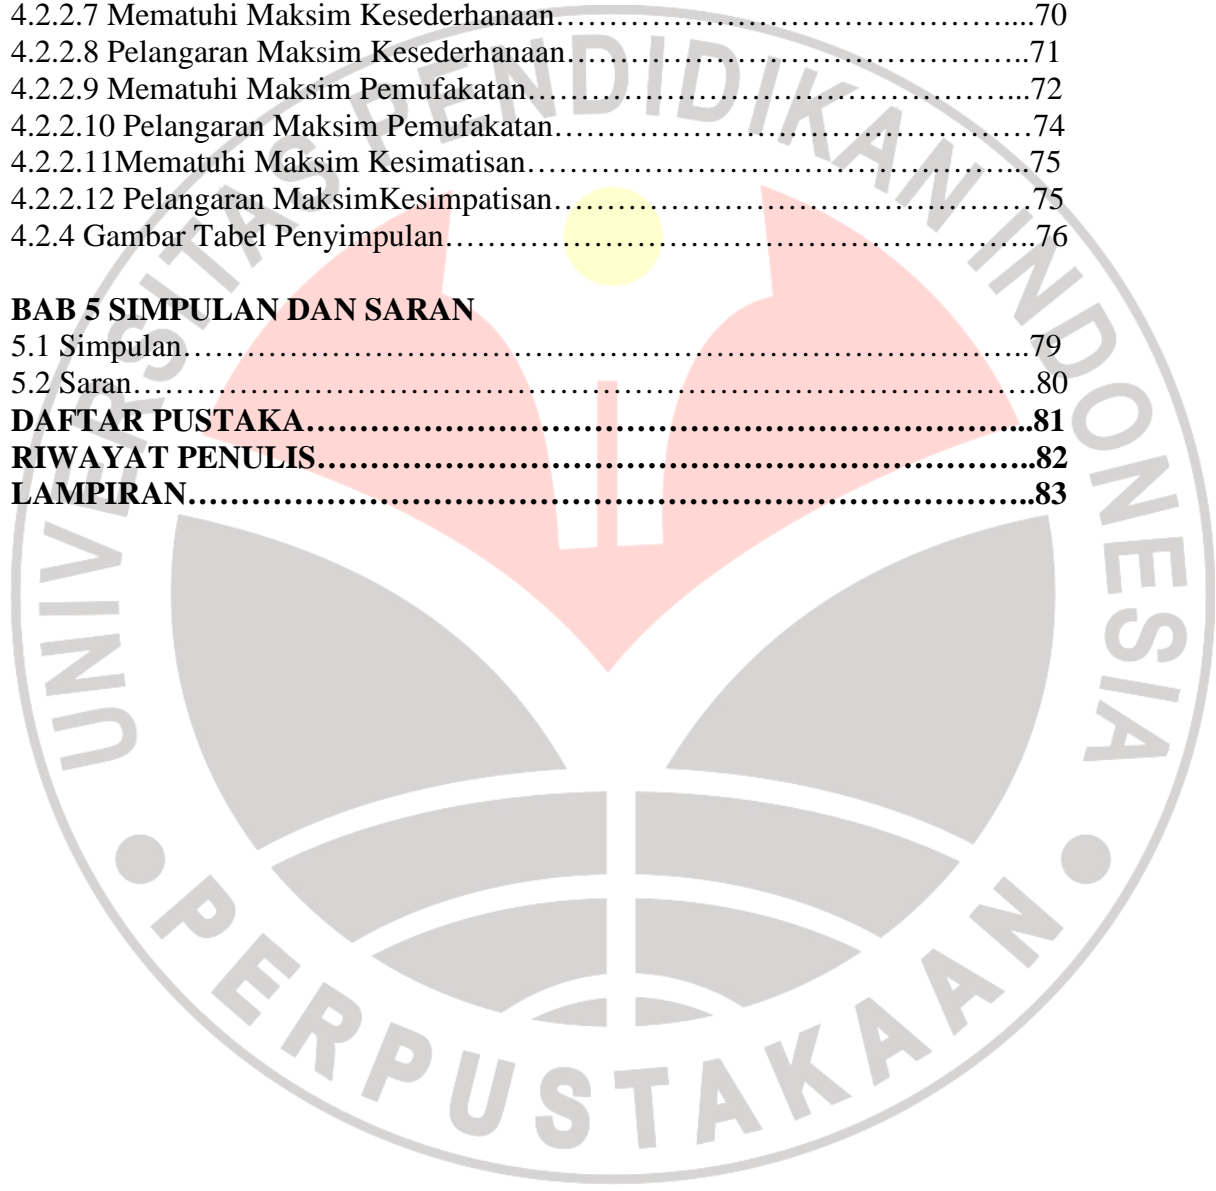 4.2.2.7 Mematuhi Maksim Kesederhanaan…………………………………...70
4.2.2.8 Pelangaran Maksim Kesederhanaan…………………………………..71
4.2.2.9 Mematuhi Maksim Pemufakatan……………………………………...72
4.2.2.10 Pelangaran Maksim Pemufakatan……………………………………74
4.2.2.11Mematuhi Maksim Kesimatisan……………………………………...75
4.2.2.12 Pelangaran MaksimKesimpatisan……………………………………75
4.2.4 Gambar Tabel Penyimpulan……………………………………………..76
BAB 5 SIMPULAN DAN SARAN
5.1 Simpulan…………………………………………………………………..79
5.2 Saran………………………………………………………………………80
DAFTAR PUSTAKA………………………………………………………...81
RIWAYAT PENULIS………………………………………………………..82
LAMPIRAN…………………………………………………………………..83
UNIVERSITAS PENDIDIKAN INDONESIA
PERPUSTAKAAN